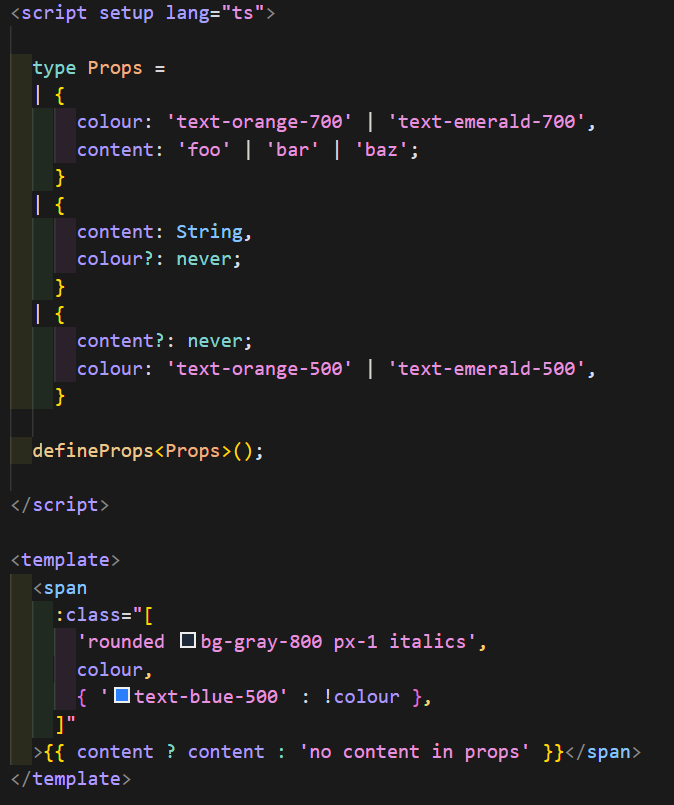 <script setup lang="ts">
type Props =
| {
colour: 'text-orange-700' | 'text-emerald-700',
content: 'foo' | 'bar' | 'baz';
}
| {
content: String,
colour?: never;
}
| {
content?: never;
colour: 'text-orange-500' | 'text-emerald-500',
}
defineProps<Props>();
</script>
<template>
<span
:class="[
'rounded bg-gray-800 px-1 italics',
colour,
{ 'text-blue-500' : !colour },
]"
>{{ content ? content : 'no content in props' }}</span>
</template>